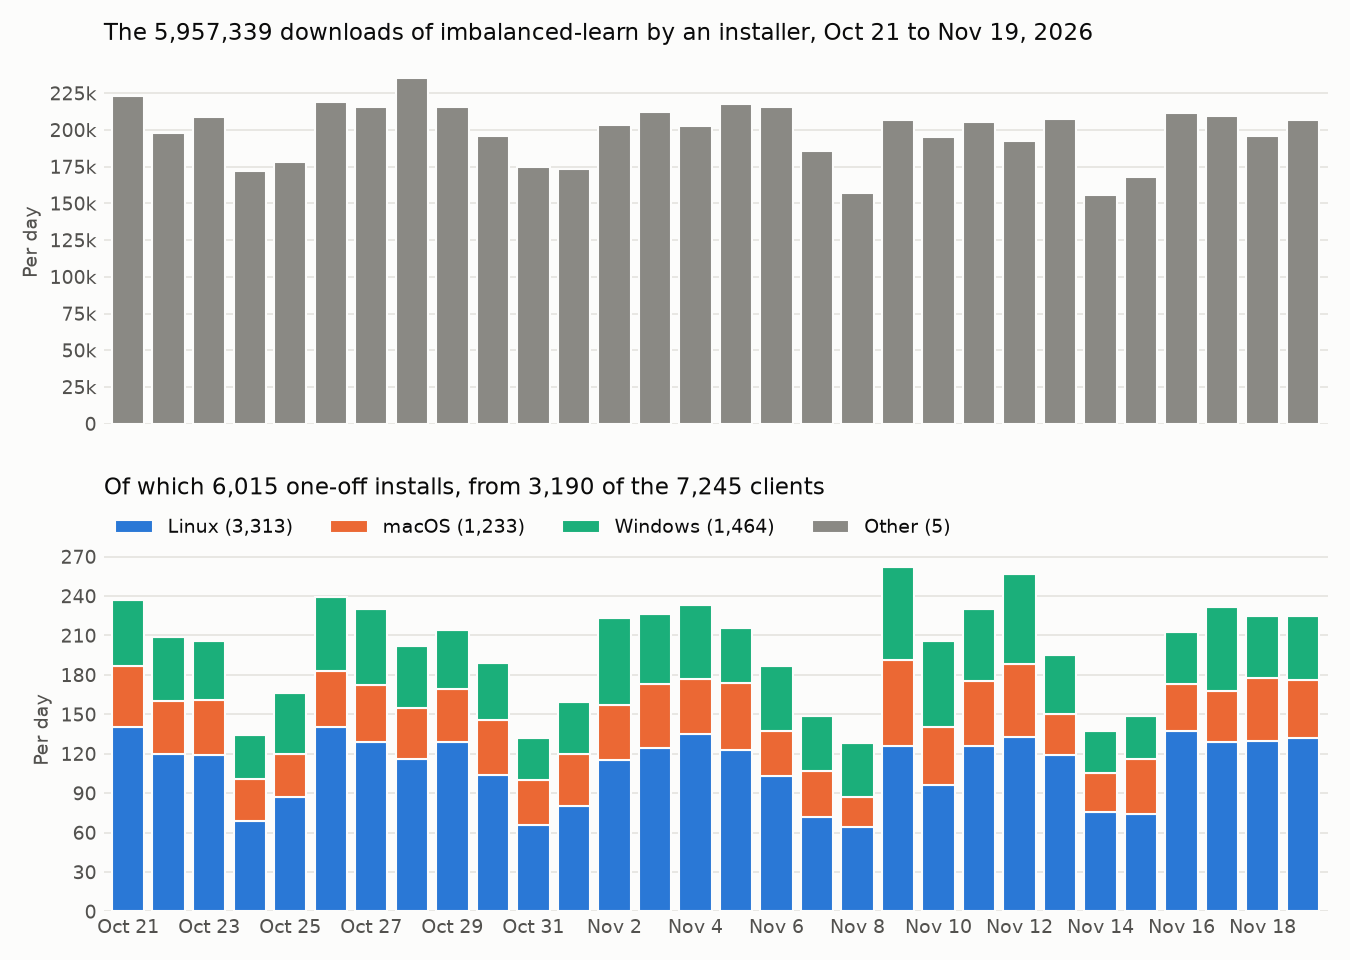 The 5,957,339 downloads of imbalanced-learn by an installer, Oct 21 to Nov 19, 2026
Per day
225k
200k
175k
150k
125k
100k
75k
50k
25k
0
Of which 6,015 one-off installs, from 3,190 of the 7,245 clients
Linux (3,313) macOS (1,233) Windows (1,464) Other (5)
Per day
270
240
210
180
150
120
90
60
30
0
Oct 21 Oct 23 Oct 25 Oct 27 Oct 29 Oct 31 Nov 2 Nov 4 Nov 6 Nov 8 Nov 10 Nov 12 Nov 14 Nov 16 Nov 18